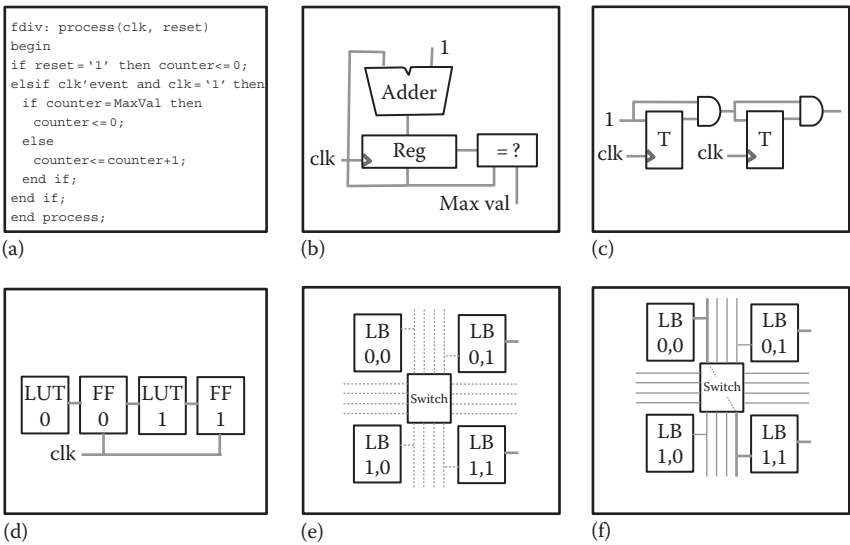 fdiv: process(clk, reset)
begin
if reset = ‘1’ then counter<=0;
elsif clk’event and clk = ‘1’ then
if counter = MaxVal then
counter <= 0;
else
counter<= counter+1;
end if;
end if;
end process;
(a)
1
Adder
clk
Reg
= ?
Max val
(b)
1
T
T
clk
clk
(c)
LUT
0
FF
0
LUT
1
FF
1
clk
(d)
LB
0,0
LB
0,1
Switch
LB
1,0
LB
1,1
(e)
LB
0,0
LB
0,1
Switch
LB
1,0
LB
1,1
(f)